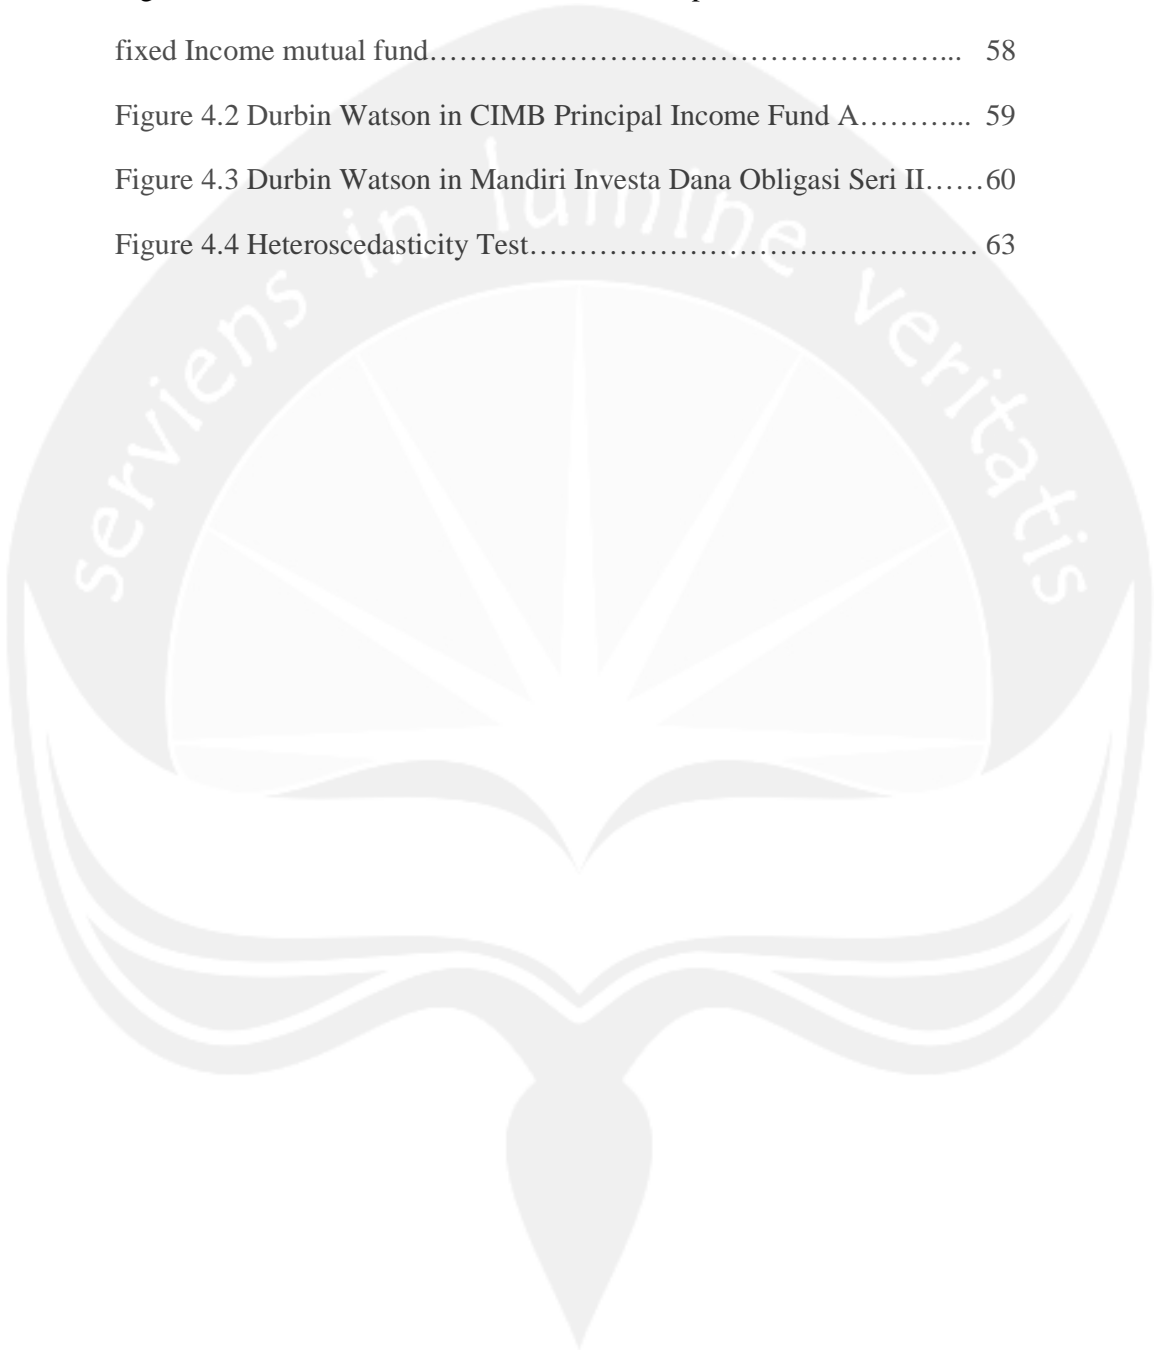 fixed Income mutual fund……………………………………………... 58
Figure 4.2 Durbin Watson in CIMB Principal Income Fund A………... 59
Figure 4.3 Durbin Watson in Mandiri Investa Dana Obligasi Seri II……60
Figure 4.4 Heteroscedasticity Test……………………………………… 63
serviens in lumine veritatis